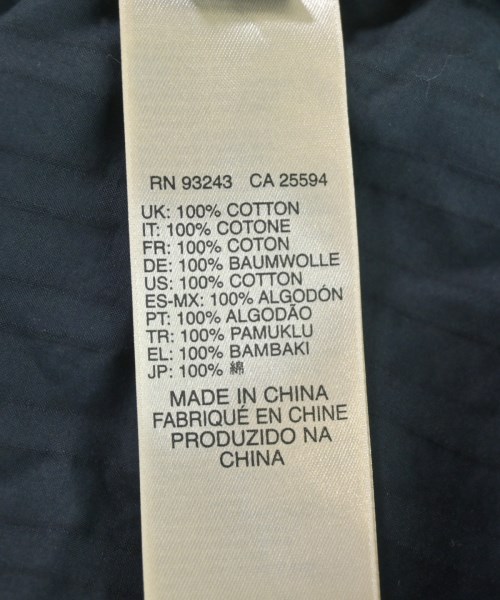 RN 93243 CA 25594
UK: 100% COTTON
IT: 100% COTONE
FR: 100% COTON
DE: 100% BAUMWOLLE
US: 100% COTTON
ES-MX: 100% ALGODÓN
PT: 100% ALGODÃO
TR: 100% PAMUKLU
EL: 100% BAMBAKI
JP: 100% 綿
MADE IN CHINA
FABRIQUÉ EN CHINE
PRODUZIDO NA
CHINA